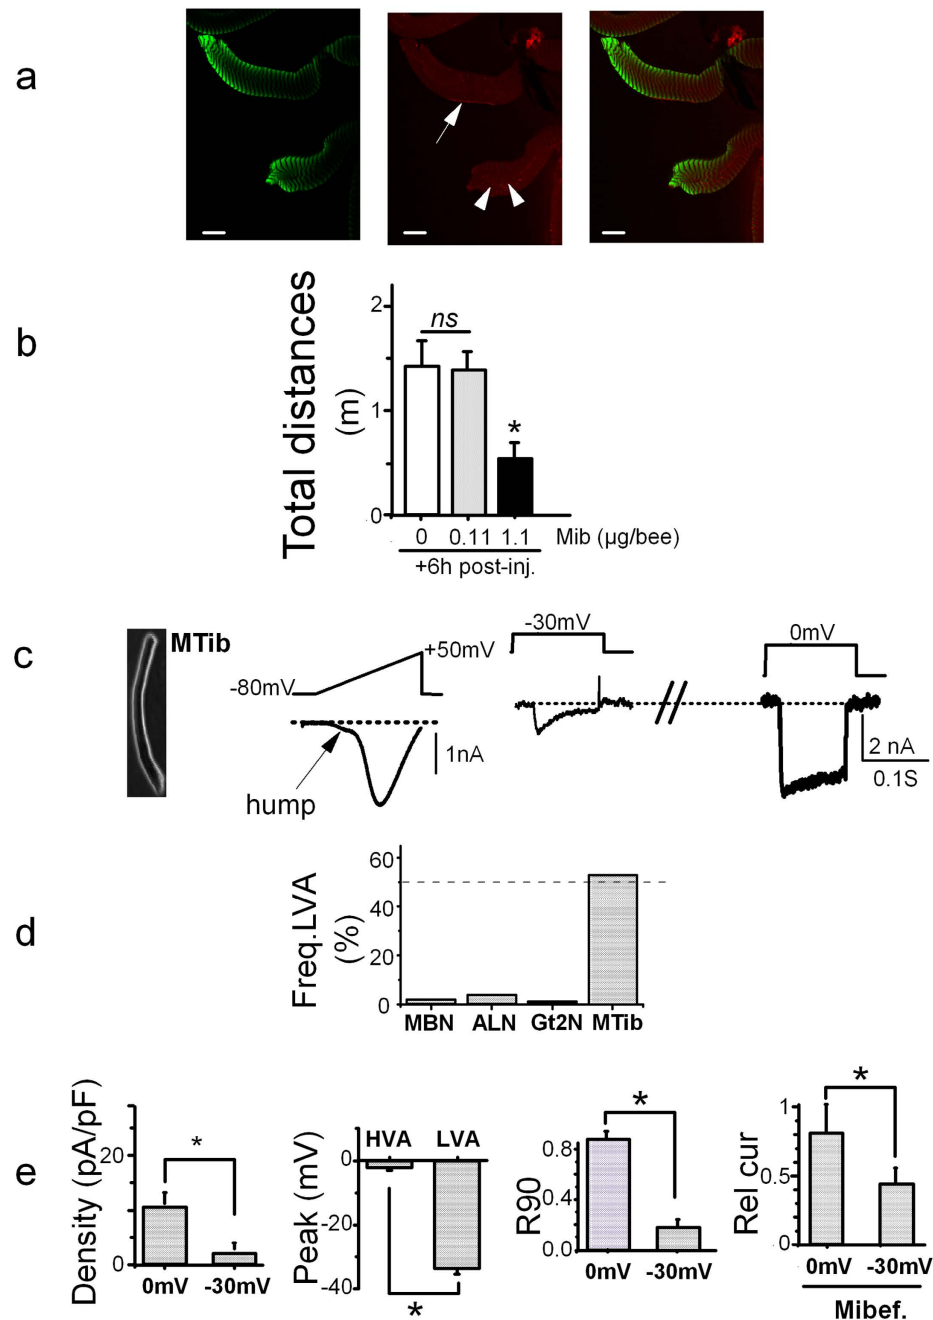 a
b
Total distances
(m)
2
1
0
ns
*
0 0.11 1.1 Mib (µg/bee)
+6h post-inj.
c
MTib
-80mV
+50mV
hump
1nA
-30mV
0mV
2 nA
0.1S
d
Freq.LVA
(%)
60
40
20
0
MBN ALN Gt2N MTib
e
Density (pA/pF)
20
0
*
0mV -30mV
Peak (mV)
HVA LVA
0
-20
-40
*
R90
0.8
0.4
0.0
*
0mV -30mV
Rel cur
1
0.5
0
*
0mV -30mV
Mibef.